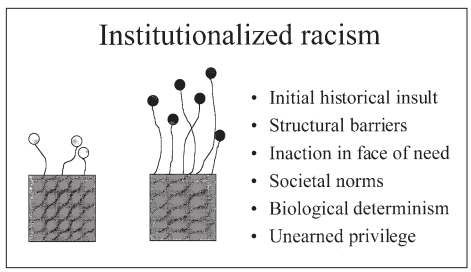 Institutionalized racism
• Initial historical insult
• Structural barriers
• Inaction in face of need
• Societal norms
• Biological determinism
• Unearned privilege